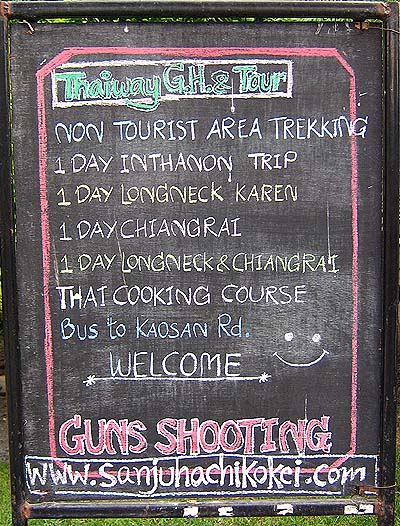 Thaiway G.H. & Tour
NON TOURIST AREA TREKKING
1 DAY INTHANON TRIP
1 DAY LONGNECK KAREN
1 DAY CHIANGRAI
1 DAY LONGNECK & CHIANGRAI
THAI COOKING COURSE
Bus to KAOSAN Rd.
* WELCOME *
GUNS SHOOTING
www.sanjuhachikokei.com